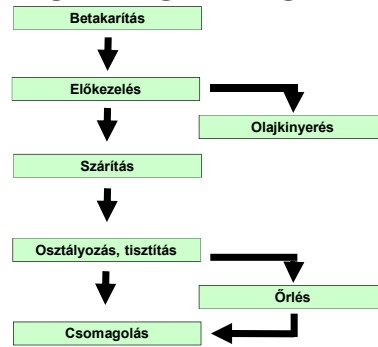 Betakarítás
Előkezelés
Olajkinyerés
Szárítás
Osztályozás, tisztítás
Őrlés
Csomagolás